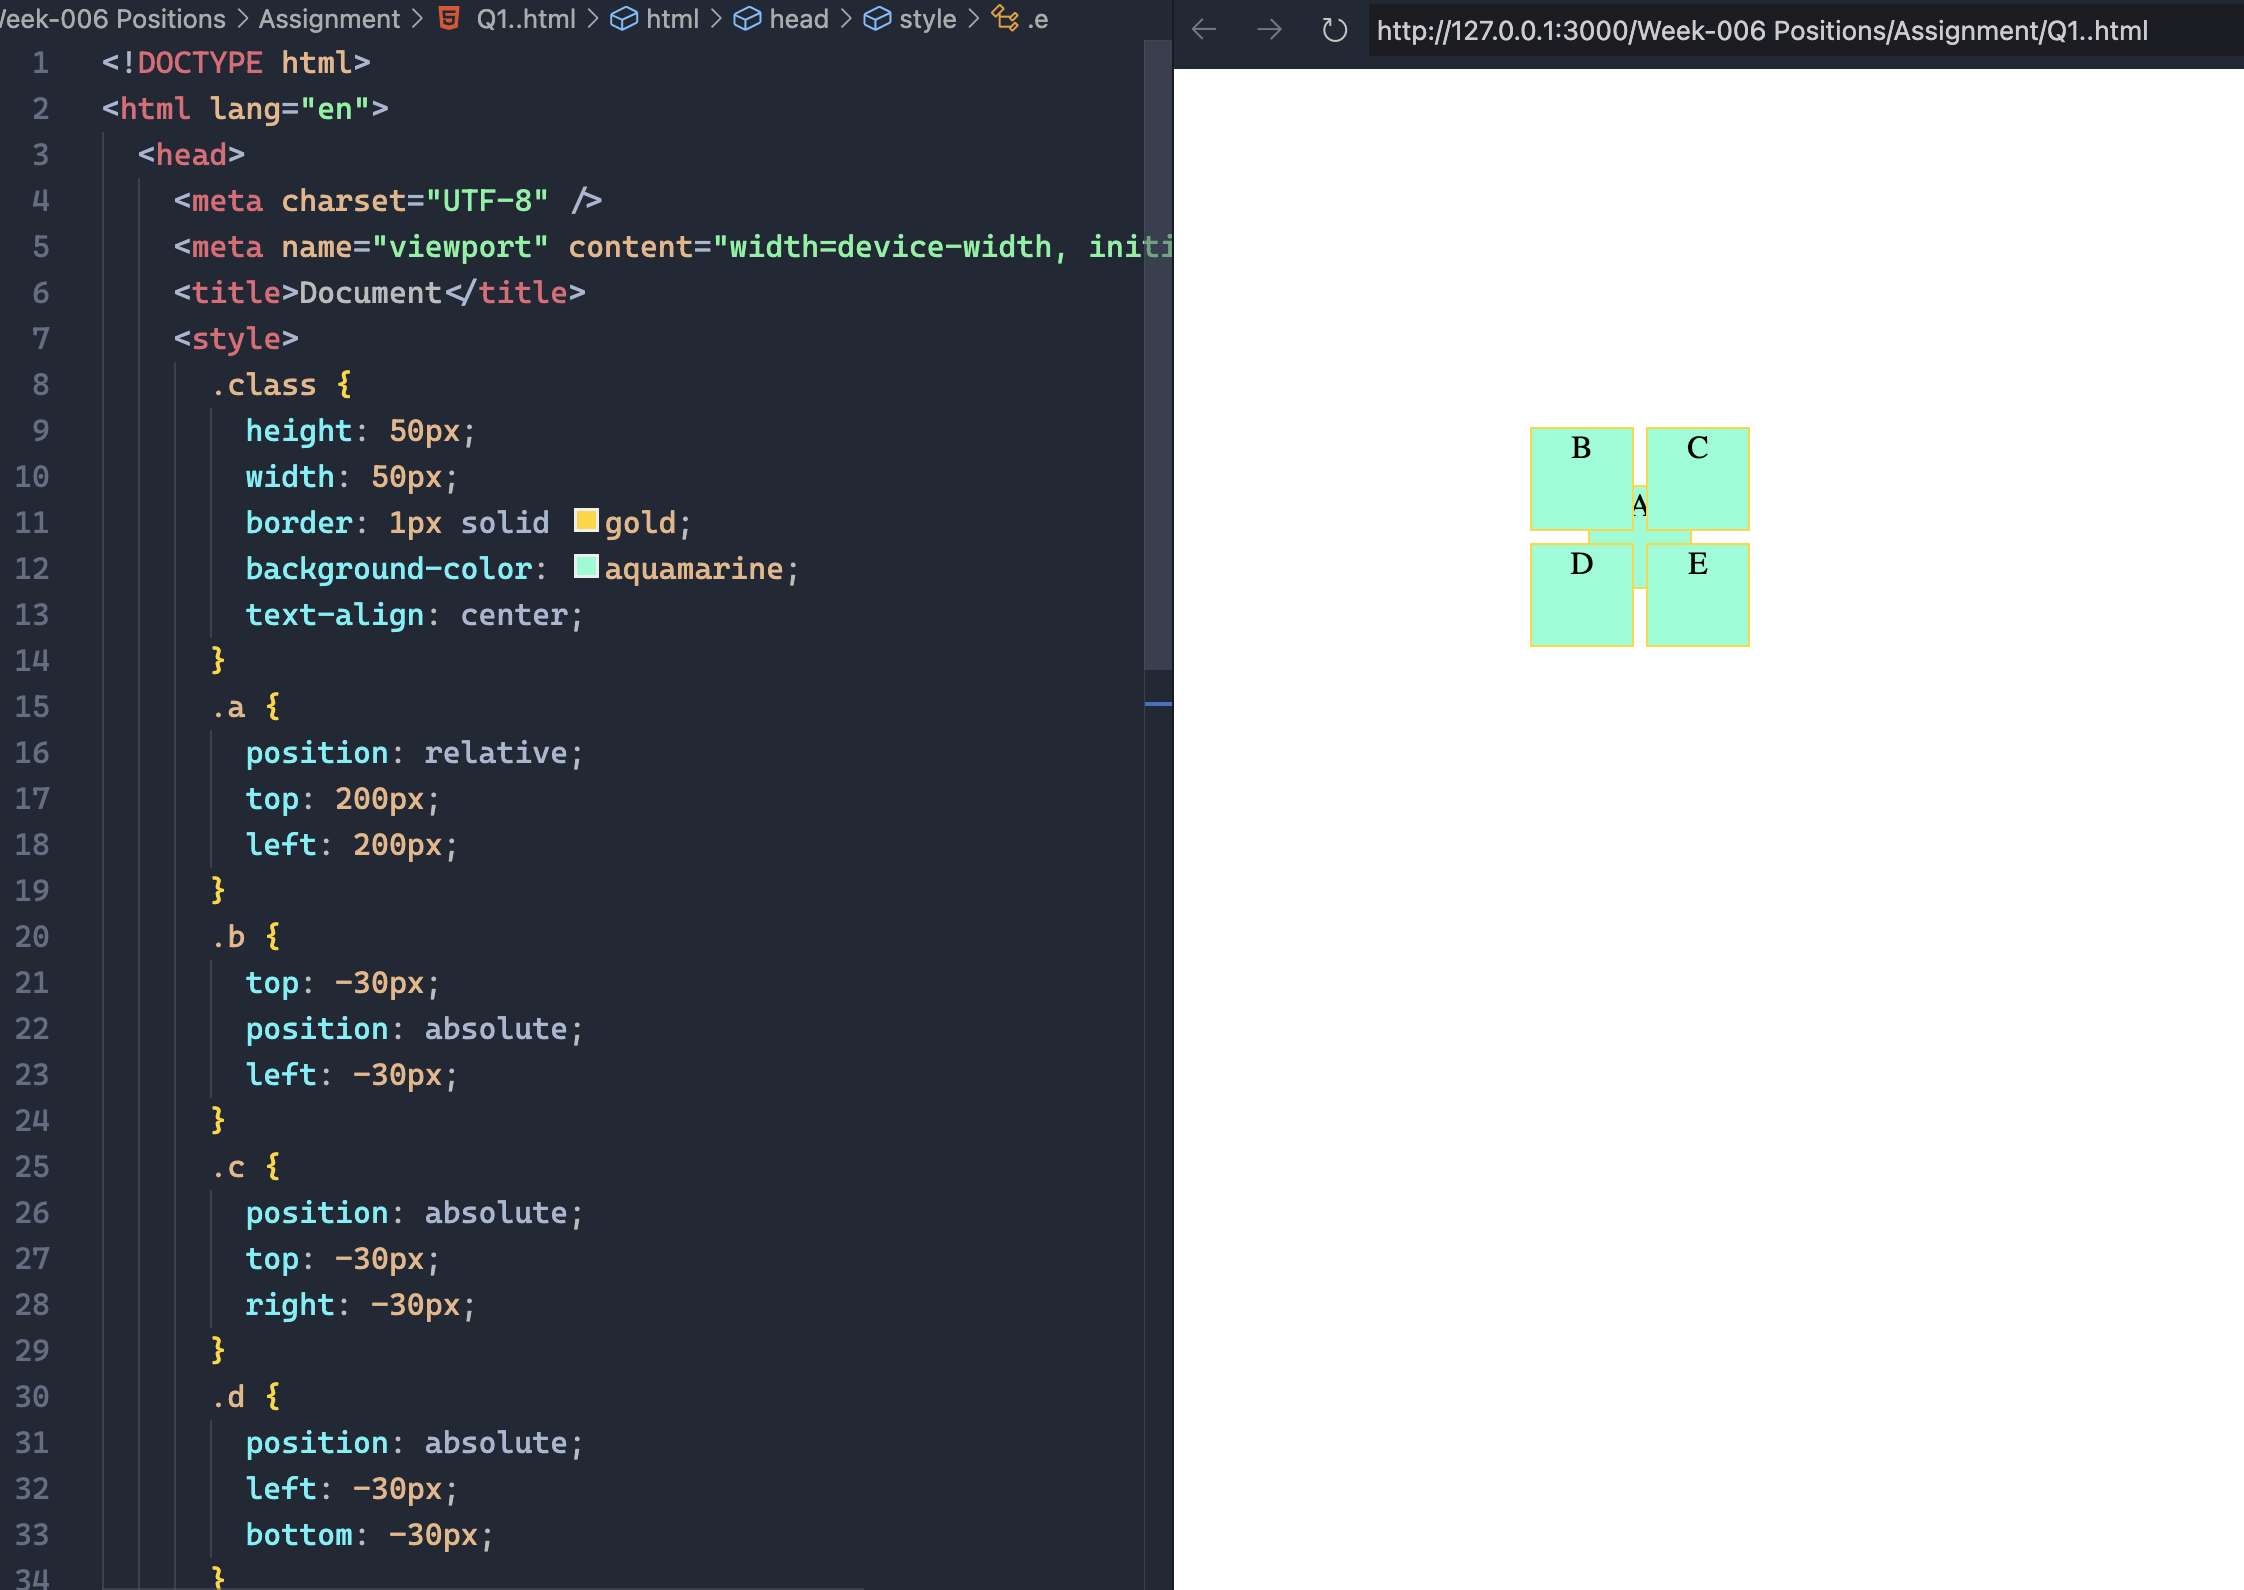 Week-006 Positions > Assignment > Q1..html > html > head > style > .e
1 <!DOCTYPE html>
2 <html lang="en">
3 <head>
4 <meta charset="UTF-8" />
5 <meta name="viewport" content="width=device-width, initi
6 <title>Document</title>
7 <style>
8 .class {
9 height: 50px;
10 width: 50px;
11 border: 1px solid gold;
12 background-color: aquamarine;
13 text-align: center;
14 }
15 .a {
16 position: relative;
17 top: 200px;
18 left: 200px;
19 }
20 .b {
21 top: -30px;
22 position: absolute;
23 left: -30px;
24 }
25 .c {
26 position: absolute;
27 top: -30px;
28 right: -30px;
29 }
30 .d {
31 position: absolute;
32 left: -30px;
33 bottom: -30px;
34 }
http://127.0.0.1:3000/Week-006 Positions/Assignment/Q1..html
B C
A
D E